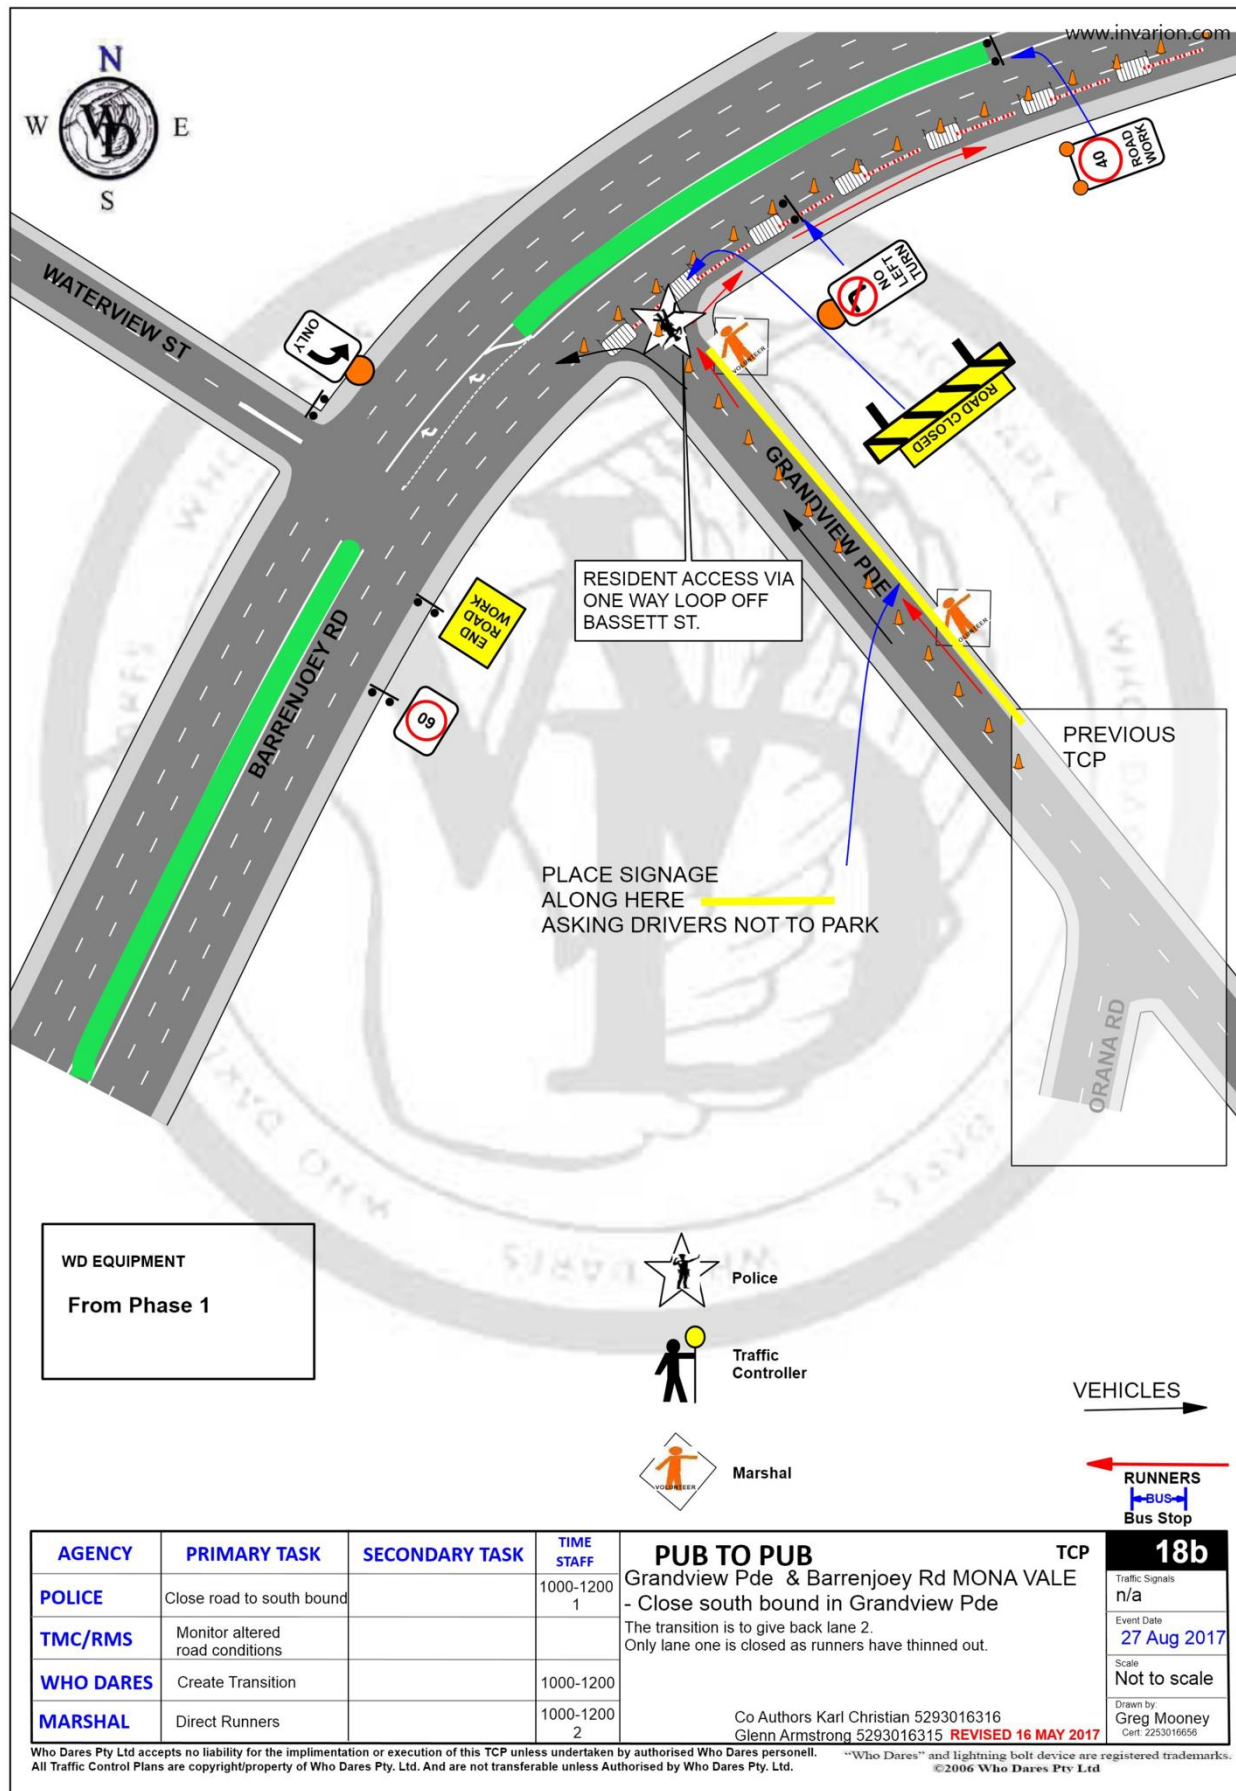 www.invarion.com
N
W
E
S
WD
40
ROAD
WORK
WATERVIEW ST
ONLY
NO
LEFT
TURN
VOLUNTEER
ROAD CLOSED
GRANDVIEW PDE
RESIDENT ACCESS VIA
ONE WAY LOOP OFF
BASSETT ST.
END
ROAD
WORK
VOLUNTEER
BARRENJOEY RD
60
PREVIOUS
TCP
PLACE SIGNAGE
ALONG HERE
ASKING DRIVERS NOT TO PARK
ORANA RD
WHO DARES
WD EQUIPMENT
From Phase 1
Police
Traffic
Controller
VOLUNTEER
Marshal
VEHICLES
RUNNERS
BUS
Bus Stop
AGENCY PRIMARY TASK SECONDARY TASK TIME STAFF
POLICE Close road to south bound 1000-1200 1
TMC/RMS Monitor altered road conditions
WHO DARES Create Transition 1000-1200
MARSHAL Direct Runners 1000-1200 2
PUB TO PUB TCP
Grandview Pde & Barrenjoey Rd MONA VALE
- Close south bound in Grandview Pde
The transition is to give back lane 2.
Only lane one is closed as runners have thinned out.
Co Authors Karl Christian 5293016316
Glenn Armstrong 5293016315 REVISED 16 MAY 2017
18b
Traffic Signals
n/a
Event Date
27 Aug 2017
Scale
Not to scale
Drawn by:
Greg Mooney
Cert: 2253016656
Who Dares Pty Ltd accepts no liability for the implimentation or execution of this TCP unless undertaken by authorised Who Dares personell.
All Traffic Control Plans are copyright/property of Who Dares Pty. Ltd. And are not transferable unless Authorised by Who Dares Pty. Ltd.
“Who Dares” and lightning bolt device are registered trademarks.
©2006 Who Dares Pty Ltd